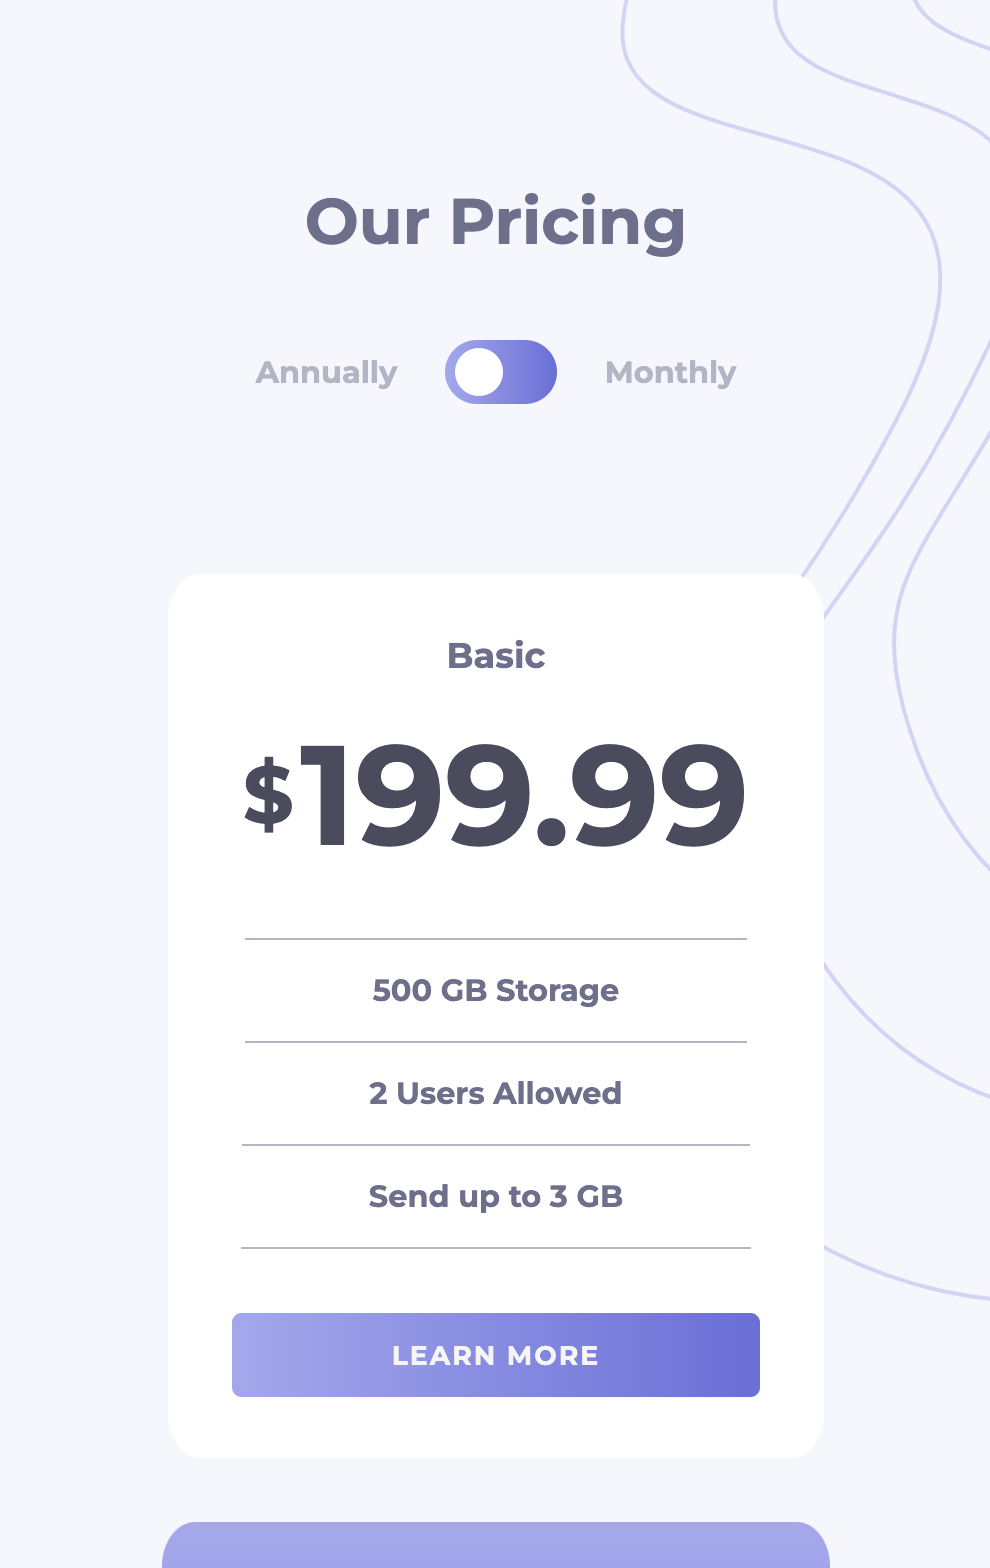 Our Pricing
Annually Monthly
Basic
$199.99
500 GB Storage
2 Users Allowed
Send up to 3 GB
LEARN MORE